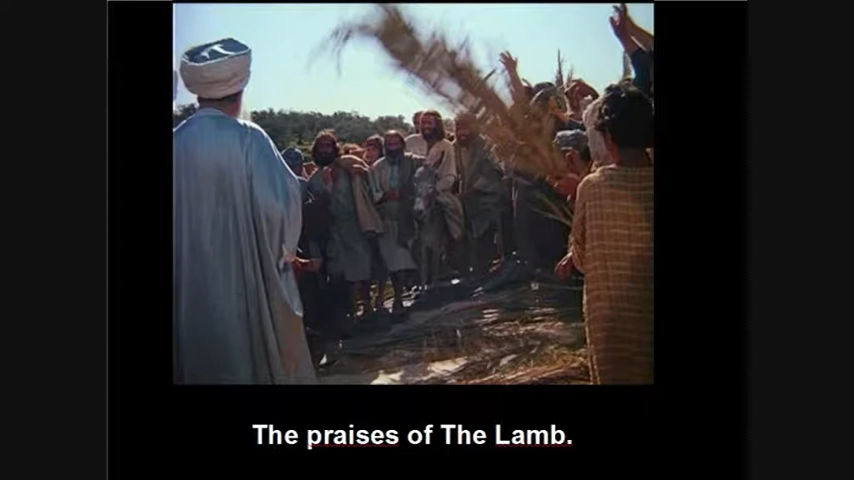 The praises of The Lamb.